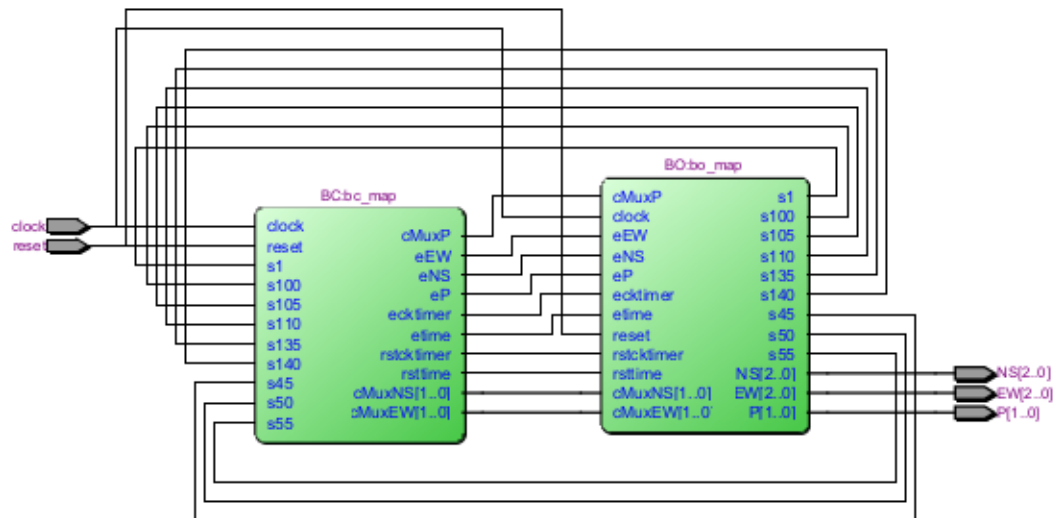 BO:bo_map
BC:bc_map
clock
reset
clock
reset
s1
s100
s105
s110
s135
s140
s45
s50
s55
cMuxP
eEW
eNS
eP
ecktimer
etime
rstcktimer
rsttime
cMuxNS[1..0]
cMuxEW[1..0]
cMuxP
clock
eEW
eNS
eP
ecktimer
etime
reset
rstcktimer
rsttime
cMuxNS[1..0]
cMuxEW[1..0'
s1
s100
s105
s110
s135
s140
s45
s50
s55
NS[2..0]
EW[2..0]
P[1..0]
NS[2..0]
EW[2..0]
P[1..0]